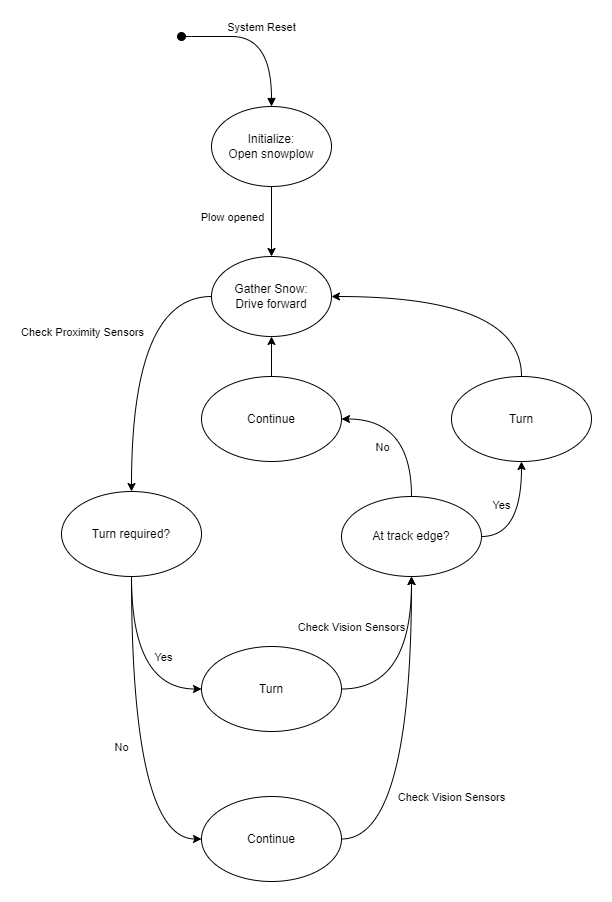 System Reset
Initialize:
Open snowplow
Plow opened
Gather Snow:
Drive forward
Check Proximity Sensors
Continue
Turn
No
Yes
Turn required?
At track edge?
Check Vision Sensors
Yes
Turn
No
Check Vision Sensors
Continue